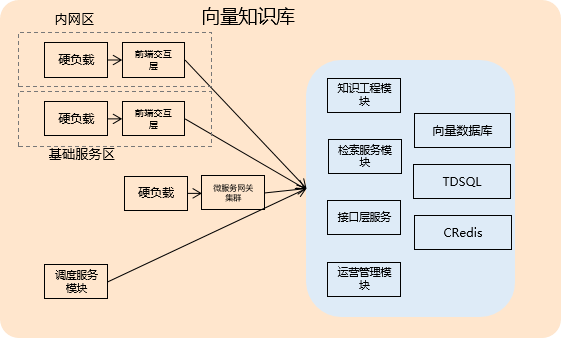 向量知识库
内网区
硬负载
前端交互
层
硬负载
前端交互
层
基础服务区
硬负载
微服务网关
集群
调度服务
模块
知识工程模
块
检索服务模
块
接口层服务
运营管理模
块
向量数据库
TDSQL
CRedis